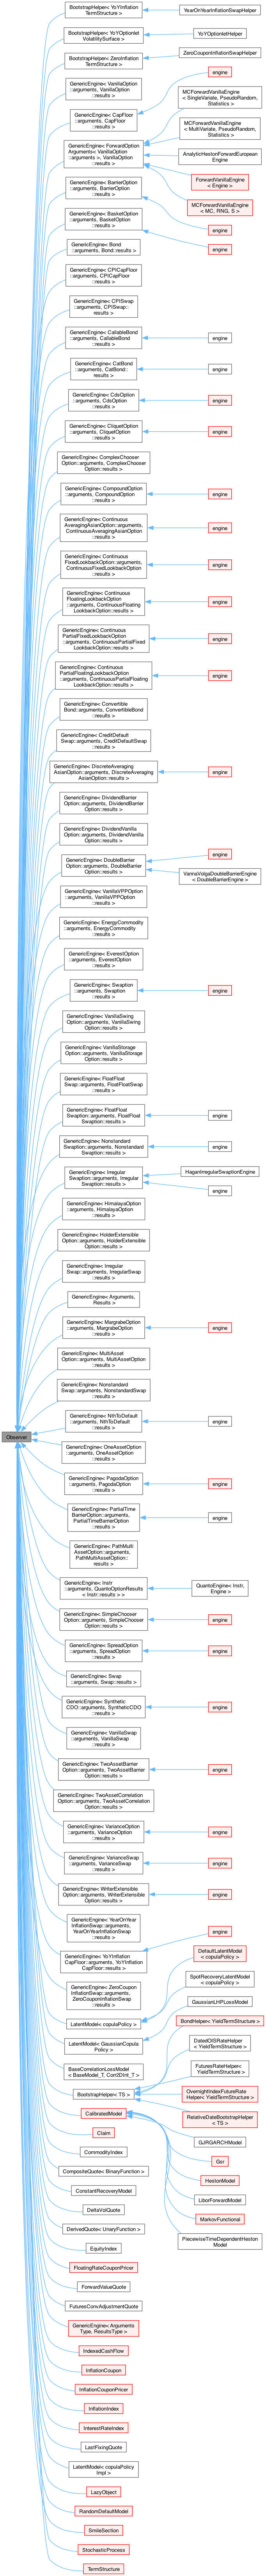 BootstrapHelper< YoYInflation
TermStructure >
YearOnYearInflationSwapHelper
BootstrapHelper< YoYOptionlet
VolatilitySurface >
YoYOptionletHelper
BootstrapHelper< ZeroInflation
TermStructure >
ZeroCouponInflationSwapHelper
GenericEngine< VanillaOption
::arguments, VanillaOption
::results >
engine
GenericEngine< CapFloor
::arguments, CapFloor
::results >
MCForwardVanillaEngine
< SingleVariate, PseudoRandom,
Statistics >
MCForwardVanillaEngine
< MultiVariate, PseudoRandom,
Statistics >
GenericEngine< ForwardOption
Arguments< VanillaOption
::arguments >, VanillaOption
::results >
AnalyticHestonForwardEuropean
Engine
ForwardVanillaEngine
< Engine >
GenericEngine< BarrierOption
::arguments, BarrierOption
::results >
MCForwardVanillaEngine
< MC, RNG, S >
GenericEngine< BasketOption
::arguments, BasketOption
::results >
engine
GenericEngine< Bond
::arguments, Bond::results >
engine
GenericEngine< CPICapFloor
::arguments, CPICapFloor
::results >
GenericEngine< CPISwap
::arguments, CPISwap::
results >
GenericEngine< CallableBond
::arguments, CallableBond
::results >
engine
GenericEngine< CatBond
::arguments, CatBond::
results >
engine
GenericEngine< CdsOption
::arguments, CdsOption
::results >
engine
GenericEngine< CliquetOption
::arguments, CliquetOption
::results >
engine
GenericEngine< ComplexChooser
Option::arguments, ComplexChooser
Option::results >
GenericEngine< CompoundOption
::arguments, CompoundOption
::results >
engine
GenericEngine< Continuous
AveragingAsianOption::arguments,
ContinuousAveragingAsianOption
::results >
engine
GenericEngine< Continuous
FixedLookbackOption::arguments,
ContinuousFixedLookbackOption
::results >
engine
GenericEngine< Continuous
FloatingLookbackOption
::arguments, ContinuousFloating
LookbackOption::results >
engine
GenericEngine< Continuous
PartialFixedLookbackOption
::arguments, ContinuousPartialFixed
LookbackOption::results >
engine
GenericEngine< Continuous
PartialFloatingLookbackOption
::arguments, ContinuousPartialFloating
LookbackOption::results >
engine
GenericEngine< Convertible
Bond::arguments, ConvertibleBond
::results >
GenericEngine< CreditDefault
Swap::arguments, CreditDefaultSwap
::results >
GenericEngine< DiscreteAveraging
AsianOption::arguments, DiscreteAveraging
AsianOption::results >
engine
GenericEngine< DividendBarrier
Option::arguments, DividendBarrier
Option::results >
GenericEngine< DividendVanilla
Option::arguments, DividendVanilla
Option::results >
GenericEngine< DoubleBarrier
Option::arguments, DoubleBarrier
Option::results >
engine
VannaVolgaDoubleBarrierEngine
< DoubleBarrierEngine >
GenericEngine< VanillaVPPOption
::arguments, VanillaVPPOption
::results >
GenericEngine< EnergyCommodity
::arguments, EnergyCommodity
::results >
GenericEngine< EverestOption
::arguments, EverestOption
::results >
GenericEngine< Swaption
::arguments, Swaption
::results >
engine
GenericEngine< VanillaSwing
Option::arguments, VanillaSwing
Option::results >
GenericEngine< VanillaStorage
Option::arguments, VanillaStorage
Option::results >
GenericEngine< FloatFloat
Swap::arguments, FloatFloatSwap
::results >
GenericEngine< FloatFloat
Swaption::arguments, FloatFloat
Swaption::results >
engine
GenericEngine< Nonstandard
Swaption::arguments, Nonstandard
Swaption::results >
engine
GenericEngine< Irregular
Swaption::arguments, Irregular
Swaption::results >
HaganIrregularSwaptionEngine
engine
GenericEngine< HimalayaOption
::arguments, HimalayaOption
::results >
GenericEngine< HolderExtensible
Option::arguments, HolderExtensible
Option::results >
GenericEngine< Irregular
Swap::arguments, IrregularSwap
::results >
GenericEngine< Arguments,
Results >
GenericEngine< MargrabeOption
::arguments, MargrabeOption
::results >
engine
GenericEngine< MultiAsset
Option::arguments, MultiAssetOption
::results >
GenericEngine< Nonstandard
Swap::arguments, NonstandardSwap
::results >
GenericEngine< NthToDefault
::arguments, NthToDefault
::results >
engine
Observer
GenericEngine< OneAssetOption
::arguments, OneAssetOption
::results >
GenericEngine< PagodaOption
::arguments, PagodaOption
::results >
engine
GenericEngine< PartialTime
BarrierOption::arguments,
PartialTimeBarrierOption
::results >
engine
GenericEngine< PathMulti
AssetOption::arguments,
PathMultiAssetOption::
results >
GenericEngine< Instr
::arguments, QuantoOptionResults
< Instr::results > >
QuantoEngine< Instr,
Engine >
GenericEngine< SimpleChooser
Option::arguments, SimpleChooser
Option::results >
engine
GenericEngine< SpreadOption
::arguments, SpreadOption
::results >
engine
GenericEngine< Swap
::arguments, Swap::results >
GenericEngine< Synthetic
CDO::arguments, SyntheticCDO
::results >
engine
GenericEngine< VanillaSwap
::arguments, VanillaSwap
::results >
GenericEngine< TwoAssetBarrier
Option::arguments, TwoAssetBarrier
Option::results >
engine
GenericEngine< TwoAssetCorrelation
Option::arguments, TwoAssetCorrelation
Option::results >
GenericEngine< VarianceOption
::arguments, VarianceOption
::results >
engine
GenericEngine< VarianceSwap
::arguments, VarianceSwap
::results >
engine
GenericEngine< WriterExtensible
Option::arguments, WriterExtensible
Option::results >
engine
GenericEngine< YearOnYear
InflationSwap::arguments,
YearOnYearInflationSwap
::results >
engine
GenericEngine< YoYInflation
CapFloor::arguments, YoYInflation
CapFloor::results >
DefaultLatentModel
< copulaPolicy >
GenericEngine< ZeroCoupon
InflationSwap::arguments,
ZeroCouponInflationSwap
::results >
SpotRecoveryLatentModel
< copulaPolicy >
LatentModel< copulaPolicy >
GaussianLHPLossModel
LatentModel< GaussianCopula
Policy >
BondHelper< YieldTermStructure >
DatedOISRateHelper
< YieldTermStructure >
BaseCorrelationLossModel
< BaseModel_T, Corr2DInt_T >
FuturesRateHelper<
YieldTermStructure >
BootstrapHelper< TS >
OvernightIndexFutureRate
Helper< YieldTermStructure >
CalibratedModel
RelativeDateBootstrapHelper
< TS >
Claim
GJRGARCHModel
CommodityIndex
Gsr
CompositeQuote< BinaryFunction >
HestonModel
ConstantRecoveryModel
LiborForwardModel
DeltaVolQuote
MarkovFunctional
DerivedQuote< UnaryFunction >
PiecewiseTimeDependentHeston
Model
EquityIndex
FloatingRateCouponPricer
ForwardValueQuote
FuturesConvAdjustmentQuote
GenericEngine< Arguments
Type, ResultsType >
IndexedCashFlow
InflationCoupon
InflationCouponPricer
InflationIndex
InterestRateIndex
LastFixingQuote
LatentModel< copulaPolicy
Impl >
LazyObject
RandomDefaultModel
SmileSection
StochasticProcess
TermStructure